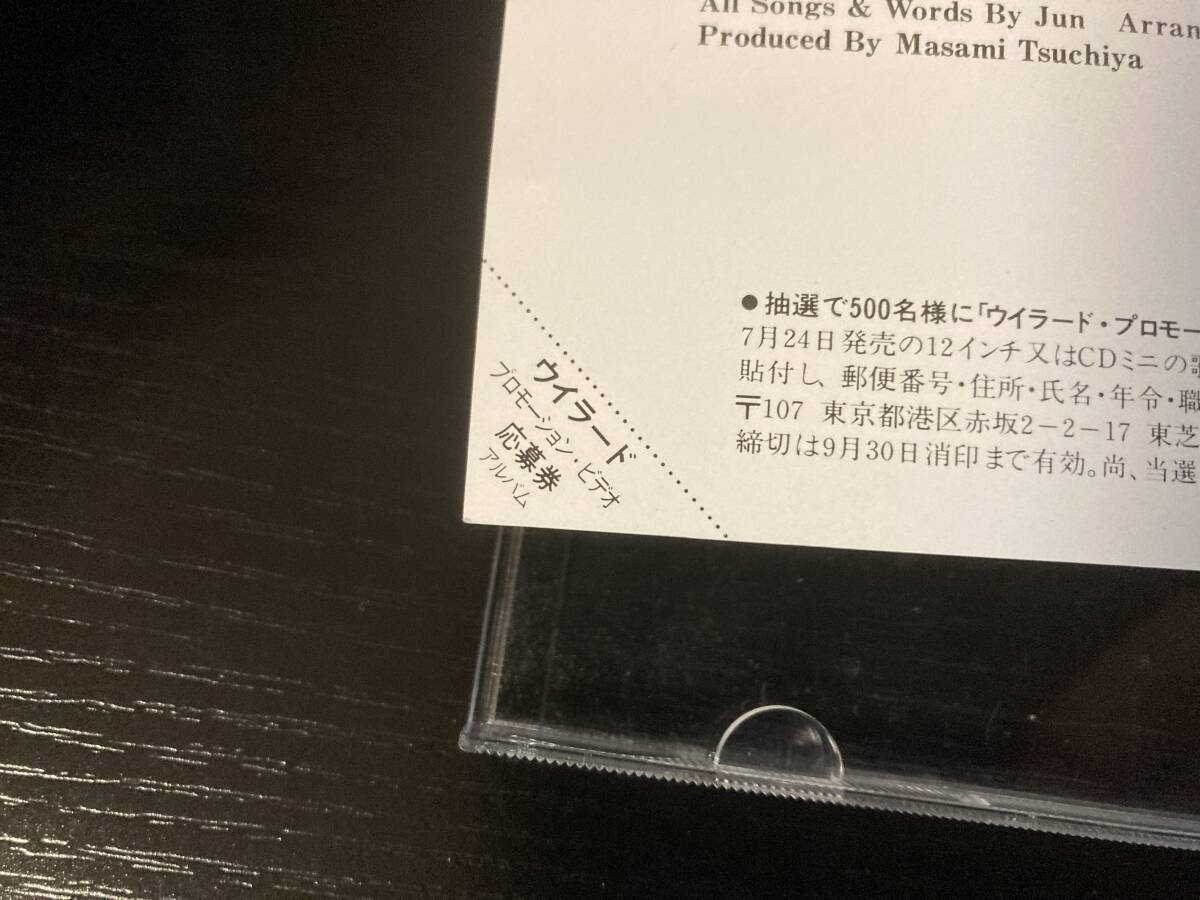 All Songs & Words By Jun Arran
Produced By Masami Tsuchiya
●抽選で500名様に「ウイラード・プロモー
7月24日発売の12インチ又はCDミニの歌
貼付し、郵便番号・住所・氏名・年令・職
〒107 東京都港区赤坂2-2-17 東芝
締切は9月30日消印まで有効。尚、当選
ウイラード
プロモーション・ビデオ
応募券
アルバム